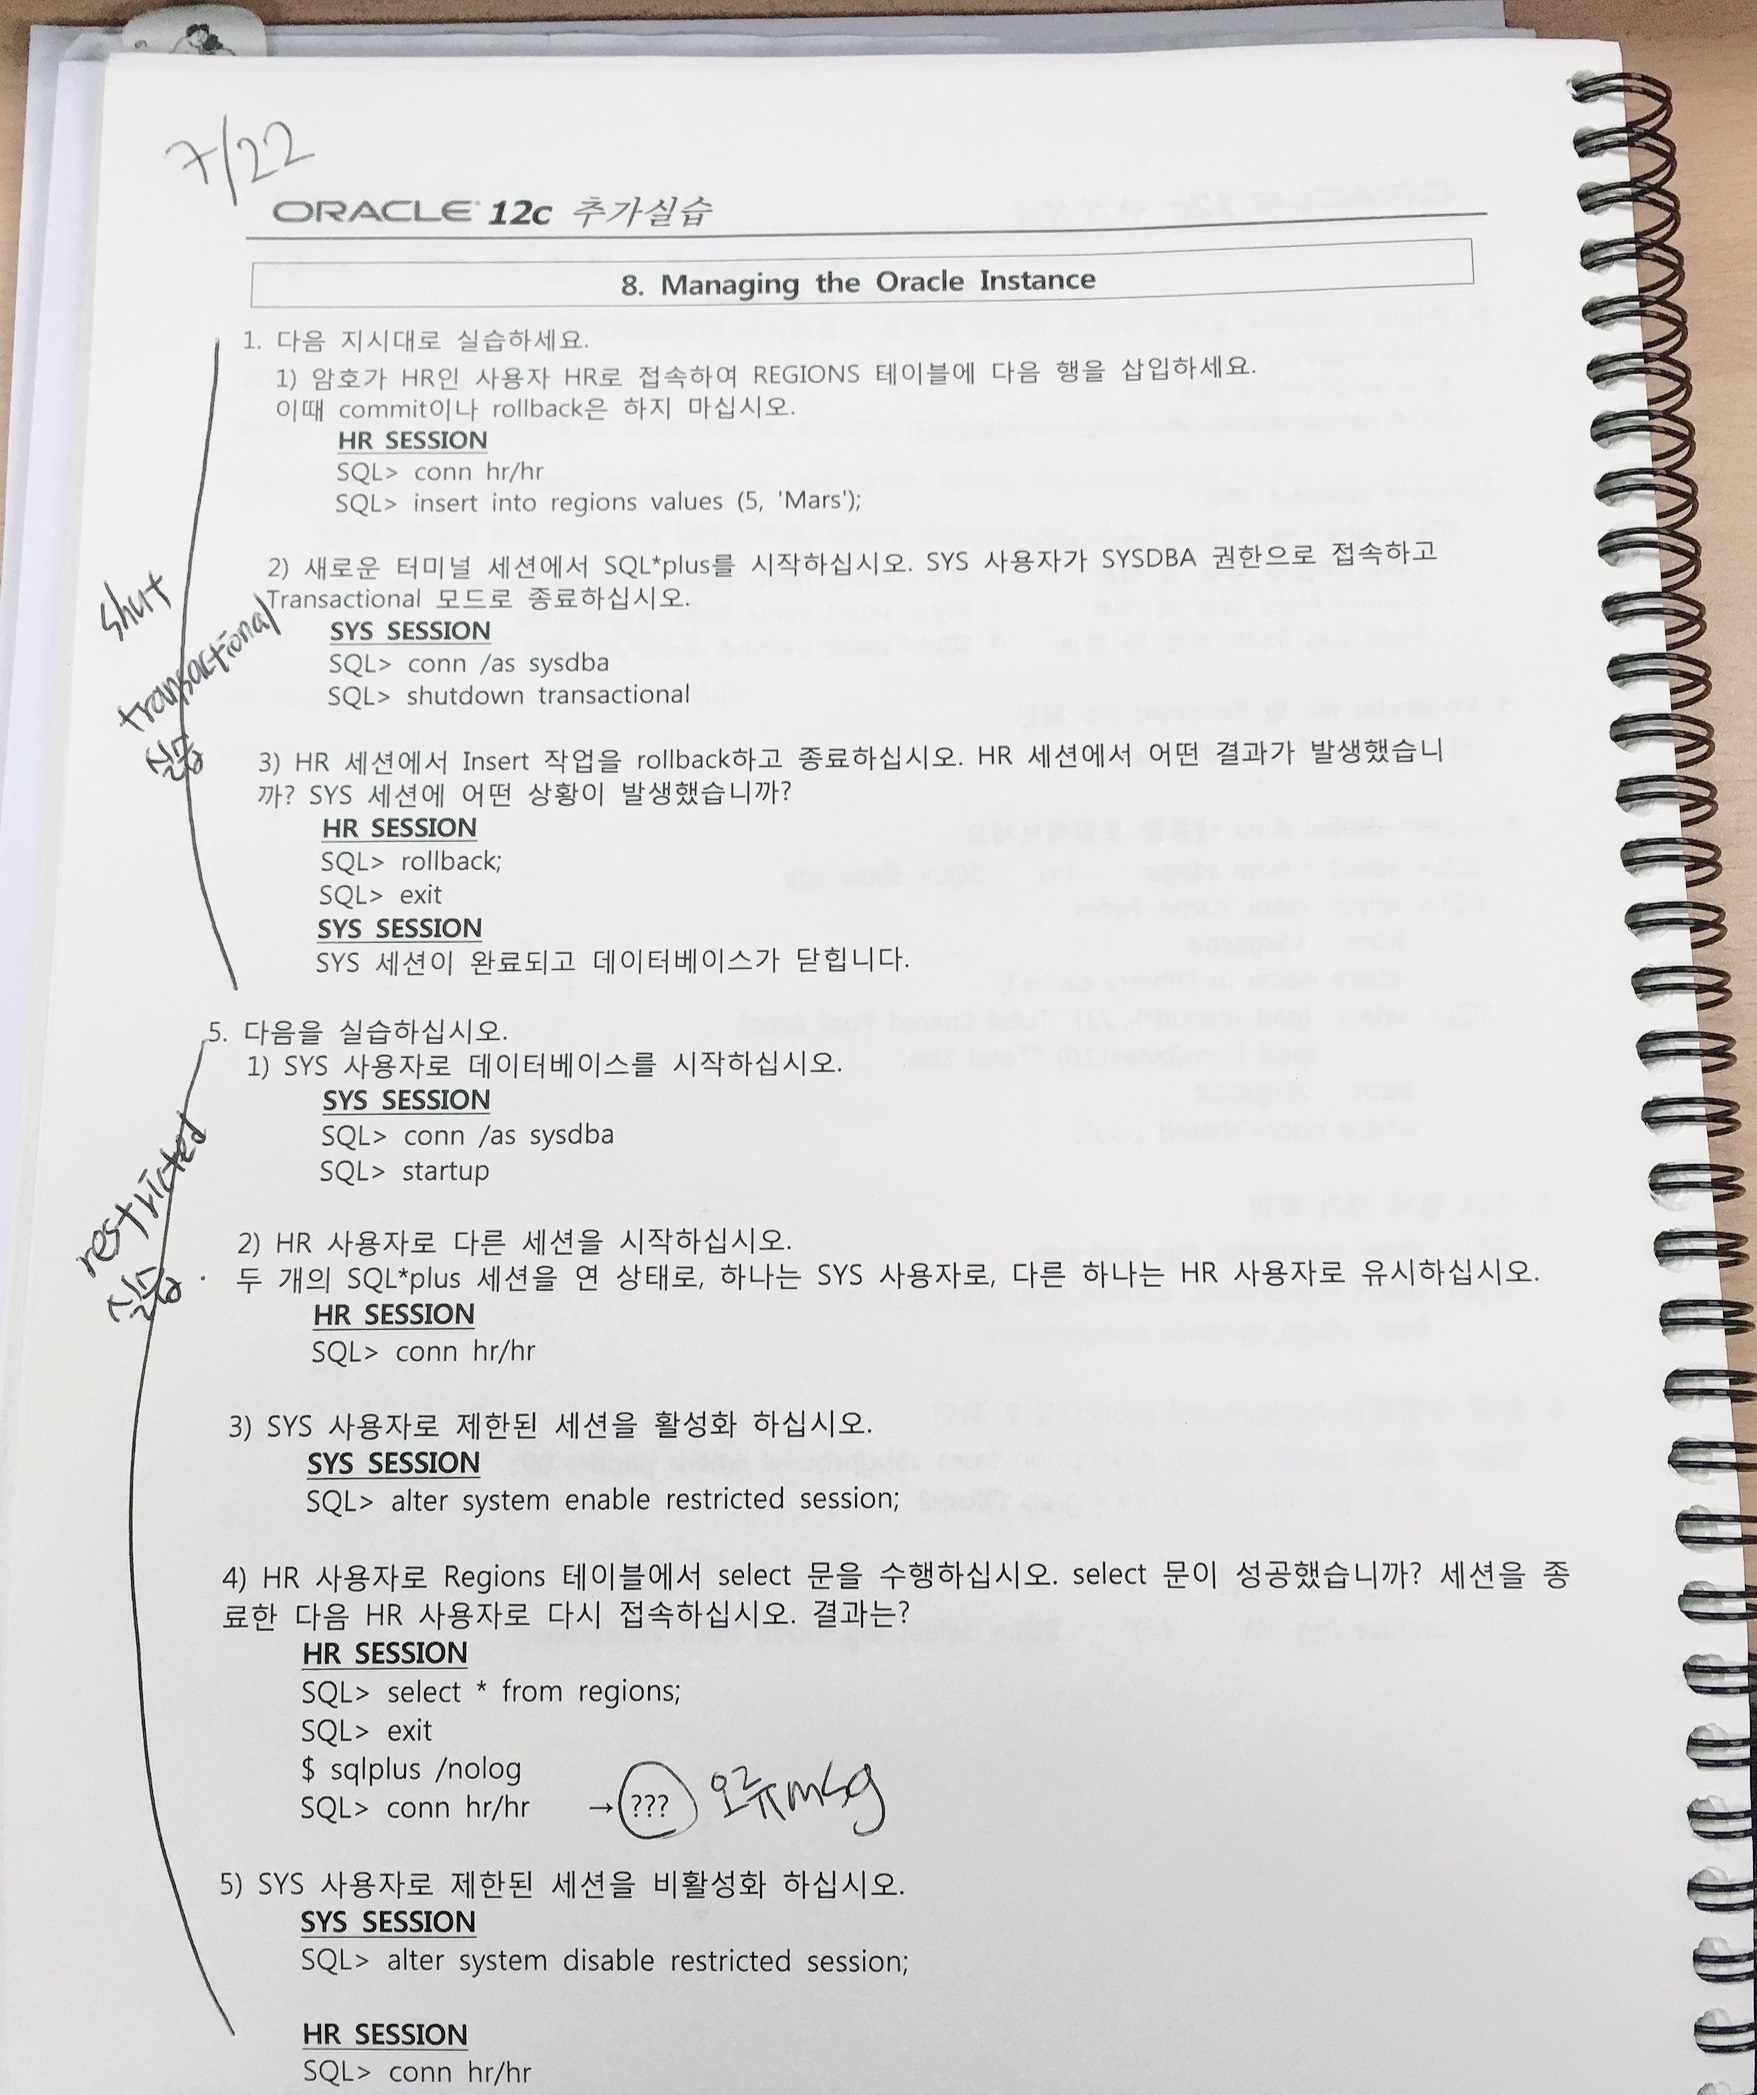 7/22
ORACLE 12c 추가실습
8. Managing the Oracle Instance
1. 다음 지시대로 실습하세요.
1) 암호가 HR인 사용자 HR로 접속하여 REGIONS 테이블에 다음 행을 삽입하세요.
이때 commit이나 rollback은 하지 마십시오.
HR SESSION
SQL> conn hr/hr
SQL> insert into regions values (5, 'Mars');
2) 새로운 터미널 세션에서 SQL*plus를 시작하십시오. SYS 사용자가 SYSDBA 권한으로 접속하고
Transactional 모드로 종료하십시오.
shut
transactional
실습
SYS SESSION
SQL> conn /as sysdba
SQL> shutdown transactional
3) HR 세션에서 Insert 작업을 rollback하고 종료하십시오. HR 세션에서 어떤 결과가 발생했습니
까? SYS 세션에 어떤 상황이 발생했습니까?
HR SESSION
SQL> rollback;
SQL> exit
SYS SESSION
SYS 세션이 완료되고 데이터베이스가 닫힙니다.
5. 다음을 실습하십시오.
1) SYS 사용자로 데이터베이스를 시작하십시오.
SYS SESSION
SQL> conn /as sysdba
SQL> startup
restricted
실습
2) HR 사용자로 다른 세션을 시작하십시오.
두 개의 SQL*plus 세션을 연 상태로, 하나는 SYS 사용자로, 다른 하나는 HR 사용자로 유시하십시오.
HR SESSION
SQL> conn hr/hr
3) SYS 사용자로 제한된 세션을 활성화 하십시오.
SYS SESSION
SQL> alter system enable restricted session;
4) HR 사용자로 Regions 테이블에서 select 문을 수행하십시오. select 문이 성공했습니까? 세션을 종
료한 다음 HR 사용자로 다시 접속하십시오. 결과는?
HR SESSION
SQL> select * from regions;
SQL> exit
$ sqlplus /nolog
SQL> conn hr/hr →??? 오류msg
5) SYS 사용자로 제한된 세션을 비활성화 하십시오.
SYS SESSION
SQL> alter system disable restricted session;
HR SESSION
SQL> conn hr/hr